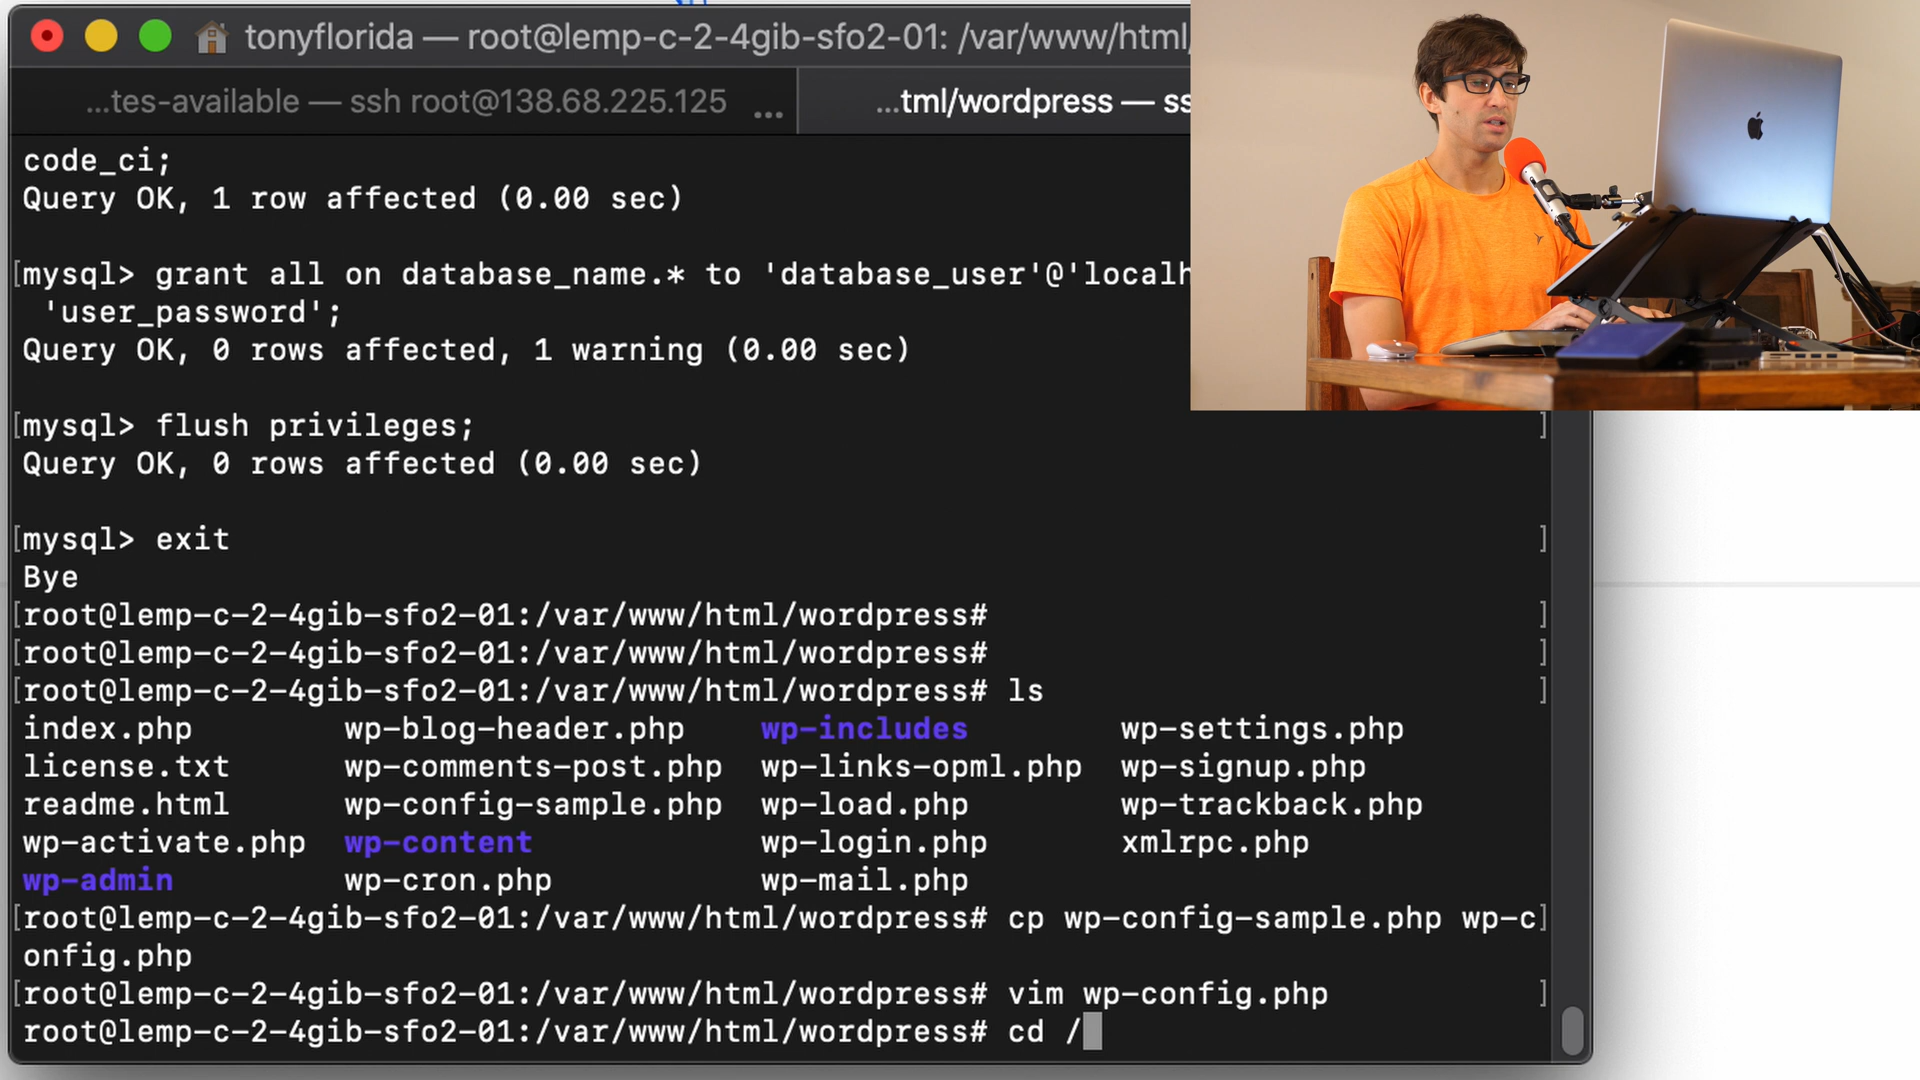 tonyflorida — root@lemp-c-2-4gib-sfo2-01: /var/www/html/
...tes-available — ssh root@138.68.225.125 ...
...tml/wordpress — ss
code_ci;
Query OK, 1 row affected (0.00 sec)
[mysql> grant all on database_name.* to 'database_user'@'localh
'user_password';
Query OK, 0 rows affected, 1 warning (0.00 sec)
[mysql> flush privileges; ]
Query OK, 0 rows affected (0.00 sec)
[mysql> exit ]
Bye
[root@lemp-c-2-4gib-sfo2-01:/var/www/html/wordpress# ]
[root@lemp-c-2-4gib-sfo2-01:/var/www/html/wordpress# ]
[root@lemp-c-2-4gib-sfo2-01:/var/www/html/wordpress# ls ]
index.php wp-blog-header.php wp-includes wp-settings.php
license.txt wp-comments-post.php wp-links-opml.php wp-signup.php
readme.html wp-config-sample.php wp-load.php wp-trackback.php
wp-activate.php wp-content wp-login.php xmlrpc.php
wp-admin wp-cron.php wp-mail.php
[root@lemp-c-2-4gib-sfo2-01:/var/www/html/wordpress# cp wp-config-sample.php wp-c]
onfig.php
[root@lemp-c-2-4gib-sfo2-01:/var/www/html/wordpress# vim wp-config.php ]
root@lemp-c-2-4gib-sfo2-01:/var/www/html/wordpress# cd /